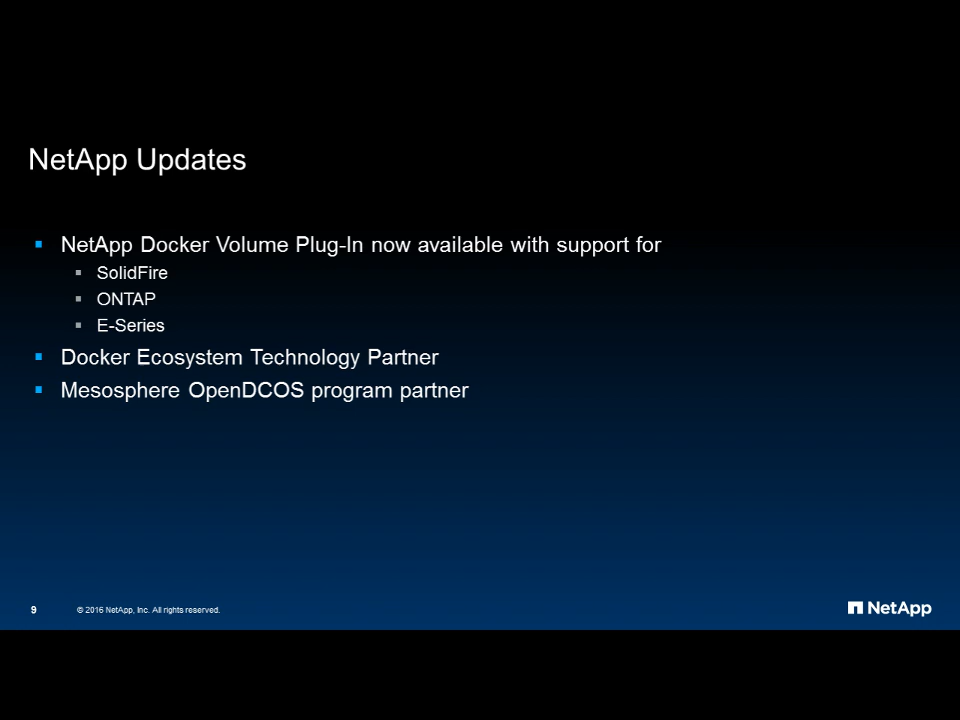 NetApp Updates
NetApp Docker Volume Plug-In now available with support for
SolidFire
ONTAP
E-Series
Docker Ecosystem Technology Partner
Mesosphere OpenDCOS program partner
9
© 2016 NetApp, Inc. All rights reserved.
NetApp